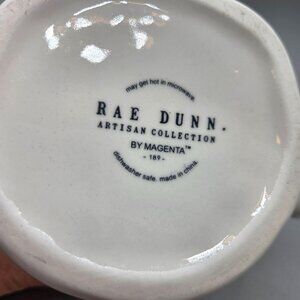 may get hot in microwave.
RAE DUNN.
ARTISAN COLLECTION
BY MAGENTA™
- 189 -
dishwasher safe. made in china.